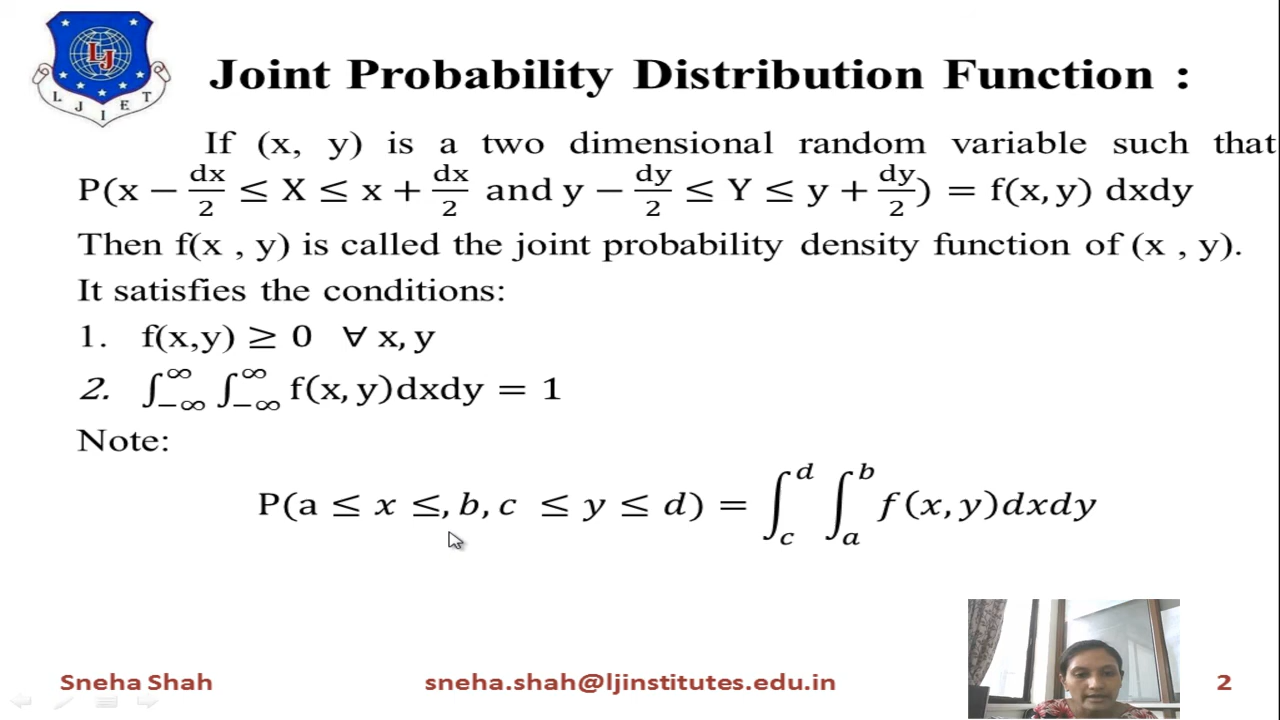 LJ
L J I E T
Joint Probability Distribution Function :
If (x, y) is a two dimensional random variable such that
P(x − dx/2 ≤ X ≤ x + dx/2 and y − dy/2 ≤ Y ≤ y + dy/2) = f(x, y) dxdy
Then f(x , y) is called the joint probability density function of (x , y).
It satisfies the conditions:
1. f(x,y) ≥ 0 ∀ x, y
2. ∫_{−∞}^{∞} ∫_{−∞}^{∞} f(x, y)dxdy = 1
Note:
P(a ≤ x ≤, b, c ≤ y ≤ d) = ∫_c^d ∫_a^b f(x, y)dxdy
Sneha Shah sneha.shah@ljinstitutes.edu.in 2